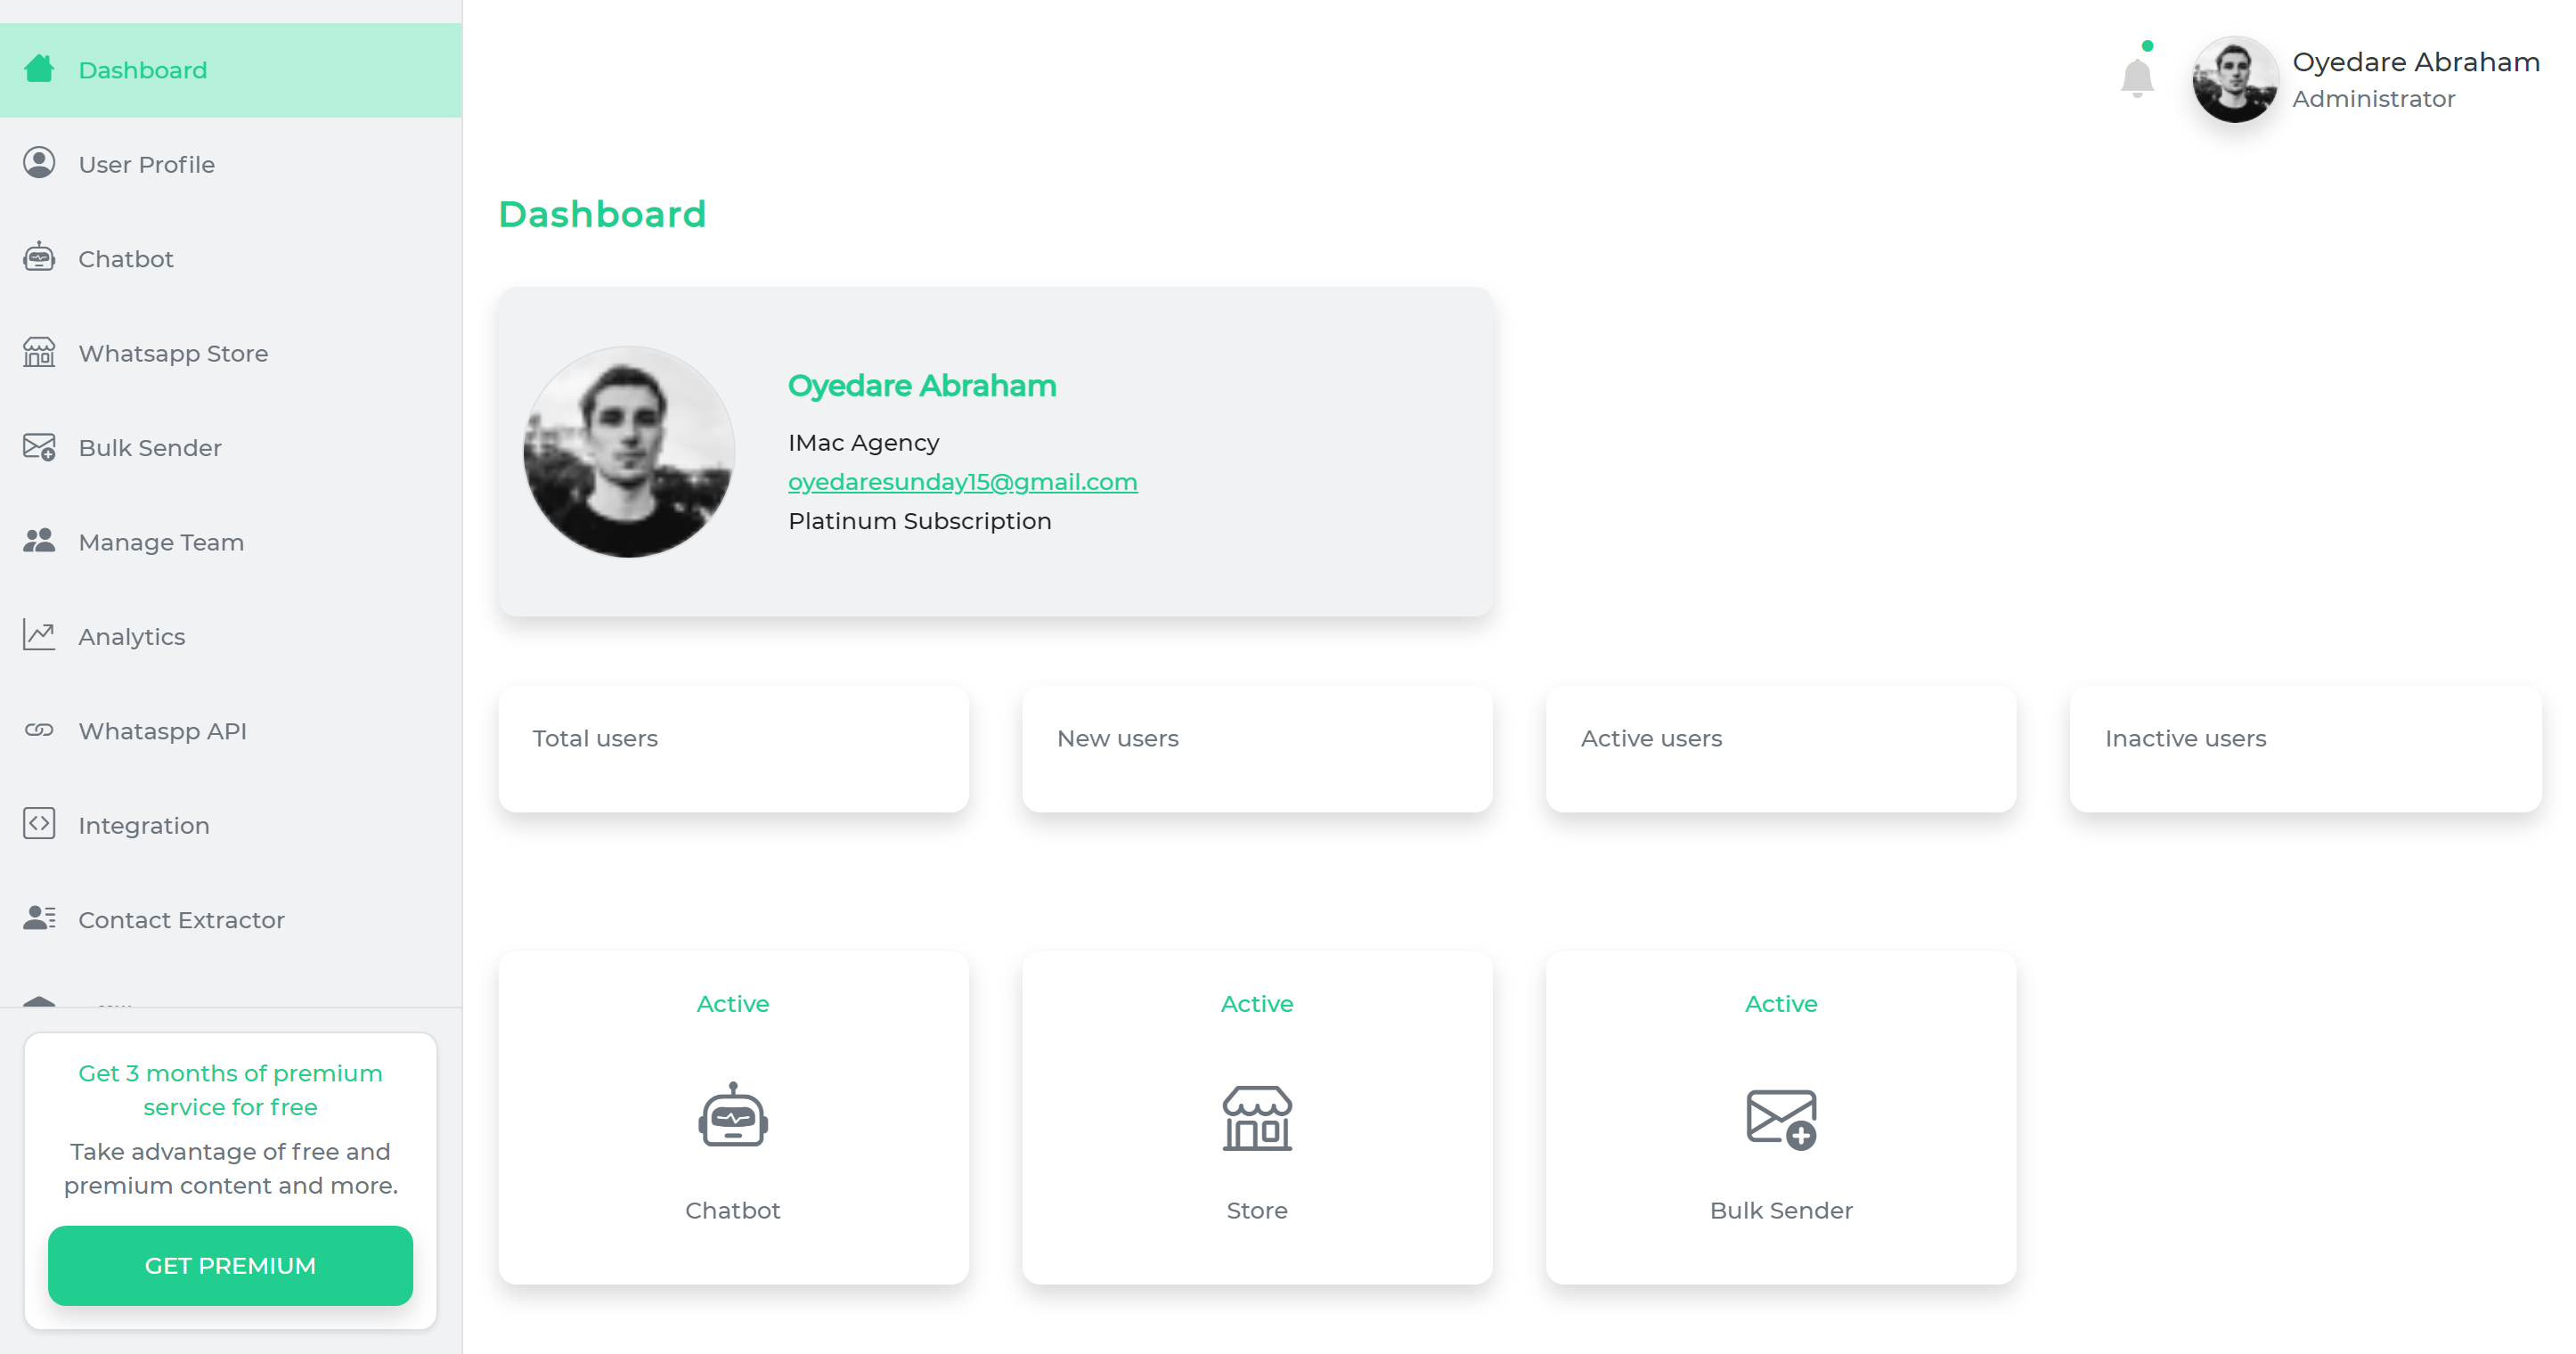 Dashboard
User Profile
Chatbot
Whatsapp Store
Bulk Sender
Manage Team
Analytics
Whataspp API
Integration
Contact Extractor
Get 3 months of premium
service for free
Take advantage of free and
premium content and more.
GET PREMIUM
Oyedare Abraham
Administrator
Dashboard
Oyedare Abraham
IMac Agency
oyedaresunday15@gmail.com
Platinum Subscription
Total users
New users
Active users
Inactive users
Active
Chatbot
Active
Store
Active
Bulk Sender